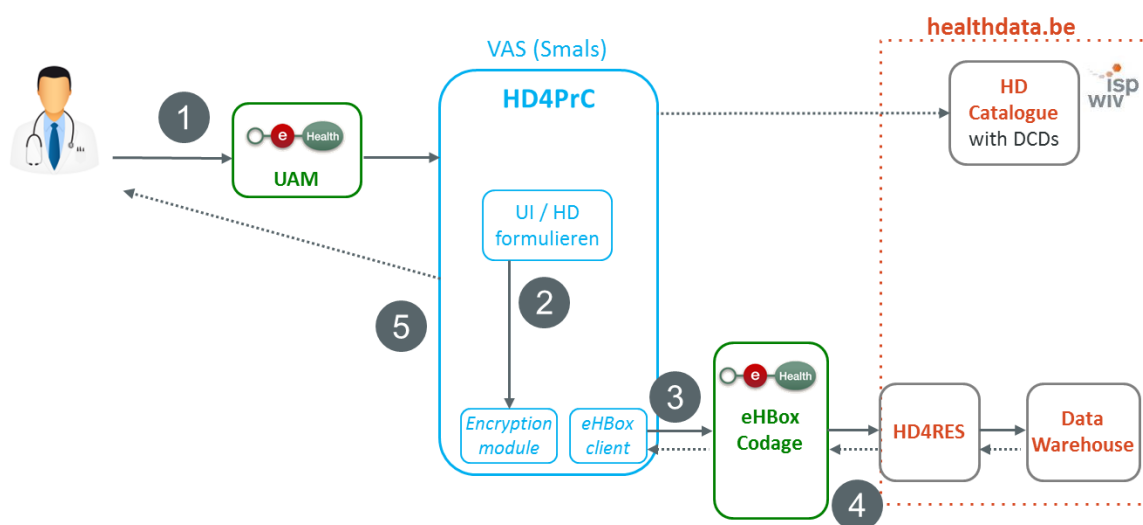 healthdata.be
VAS (Smals)
HD4PrC
HD
Catalogue
with DCDs
isp
wiv
1
e Health
UAM
UI / HD
formulieren
2
5
3
e Health
eHBox
Codage
Encryption
module
eHBox
client
HD4RES
Data
Warehouse
4